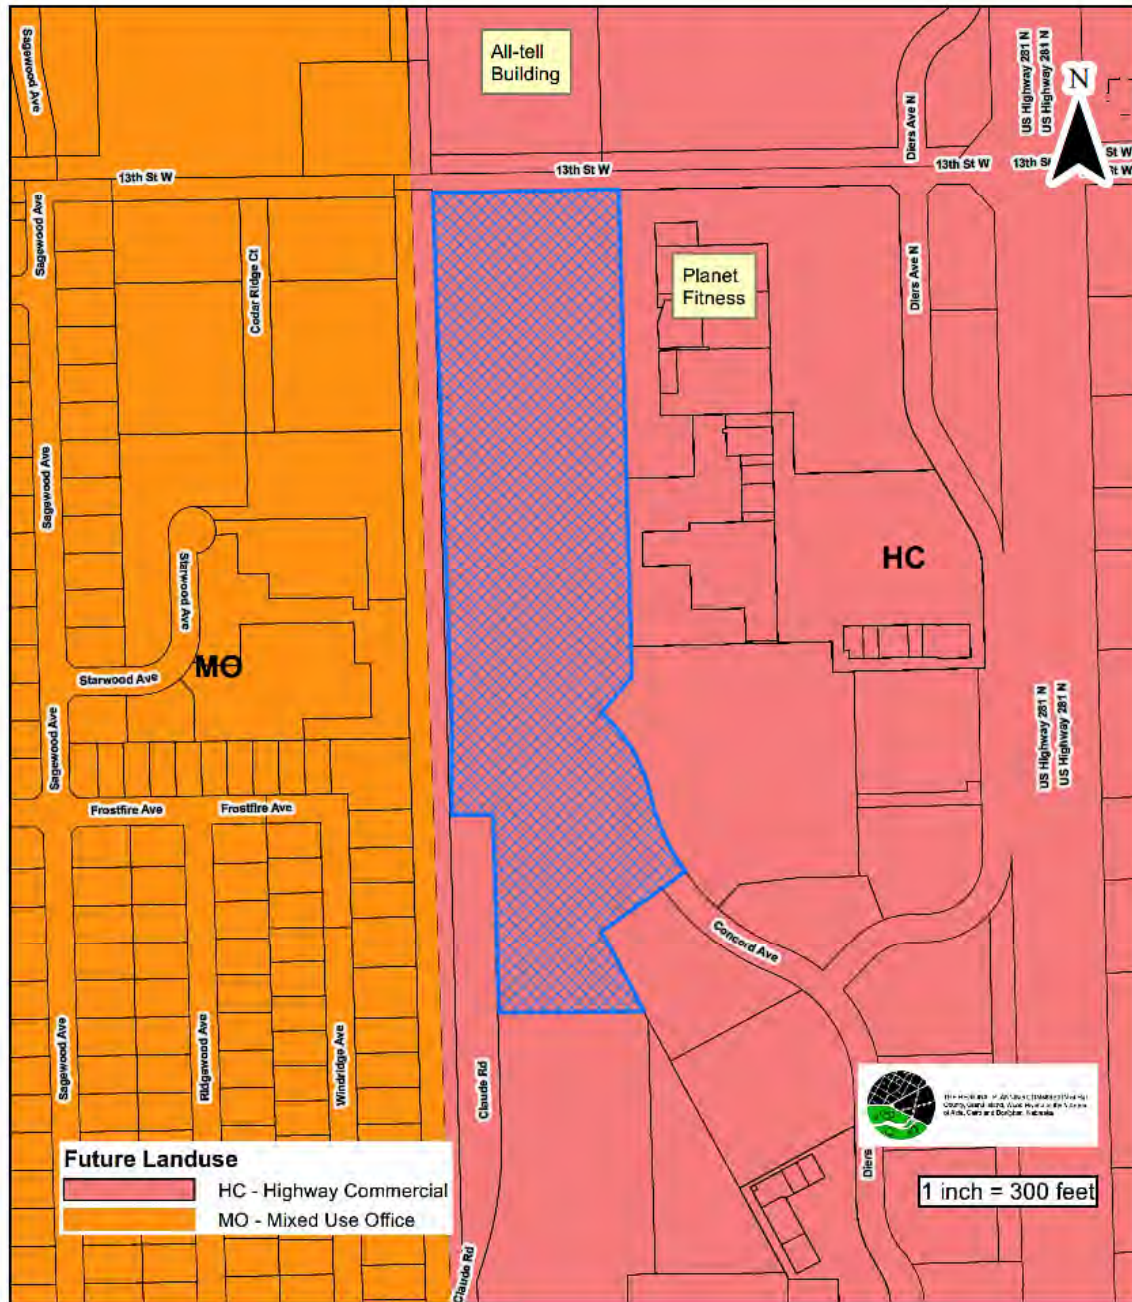 Sagewood Ave
All-tell
Building
Diers Ave N
US Highway 281 N
US Highway 281 N
N
13th St W
13th St W
13th St W
13th St W
St W
St W
Sagewood Ave
Cedar Ridge Ct
Planet
Fitness
Diers Ave N
Sagewood Ave
Starwood Ave
HC
MO
Starwood Ave
Sagewood Ave
US Highway 281 N
US Highway 281 N
Frostfire Ave
Frostfire Ave
Concord Ave
Sagewood Ave
Ridgewood Ave
Windridge Ave
Claude Rd
Diers
Future Landuse
HC - Highway Commercial
MO - Mixed Use Office
1 inch = 300 feet
Claude Rd